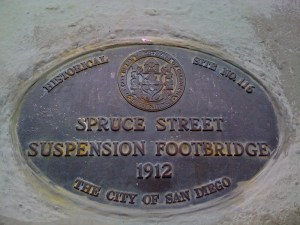 HISTORICAL SITE NO. 116
SPRUCE STREET
SUSPENSION FOOTBRIDGE
1912
THE CITY OF SAN DIEGO